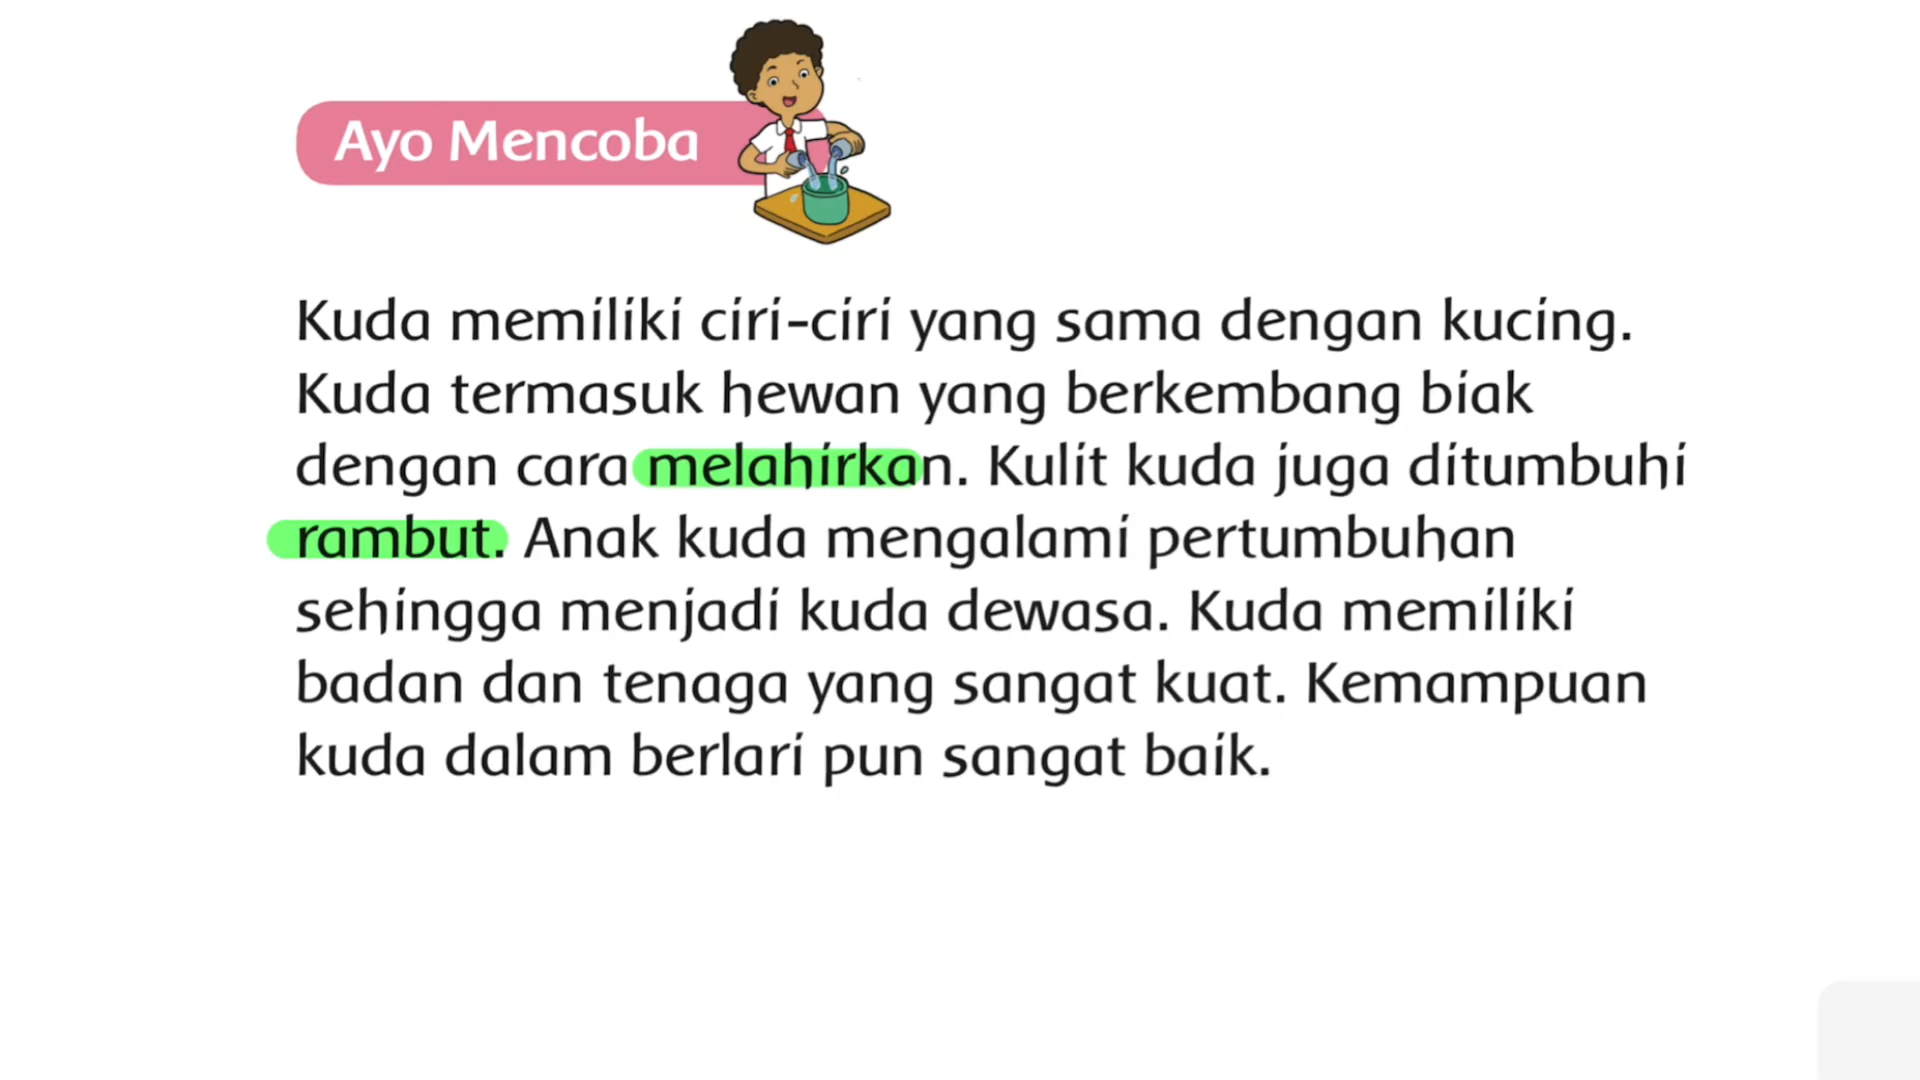 Ayo Mencoba
Kuda memiliki ciri-ciri yang sama dengan kucing.
Kuda termasuk hewan yang berkembang biak
dengan cara melahirkan. Kulit kuda juga ditumbuhi
rambut. Anak kuda mengalami pertumbuhan
sehingga menjadi kuda dewasa. Kuda memiliki
badan dan tenaga yang sangat kuat. Kemampuan
kuda dalam berlari pun sangat baik.